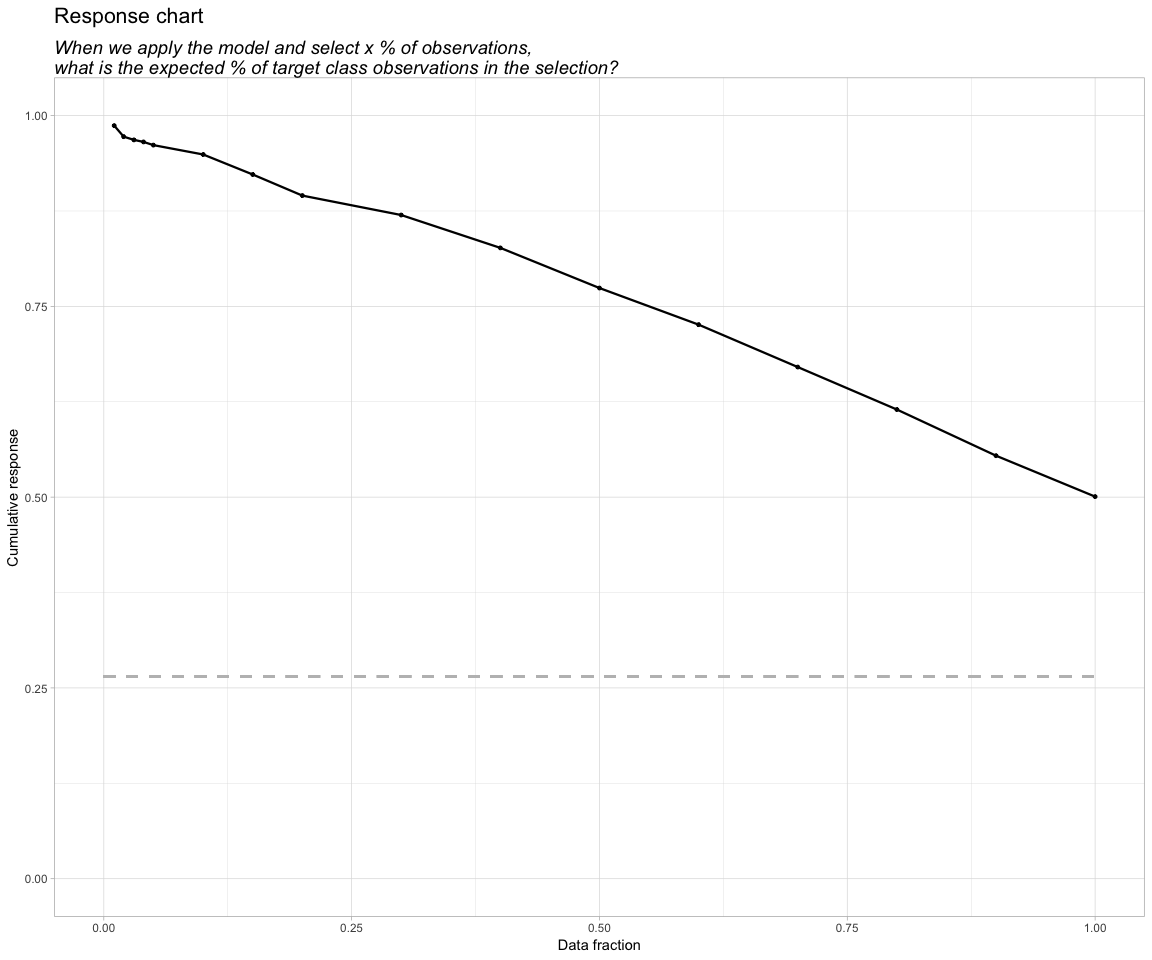 Response chart
When we apply the model and select x % of observations,
what is the expected % of target class observations in the selection?
1.00
0.75
0.50
0.25
0.00
Cumulative response
0.00
0.25
0.50
0.75
1.00
Data fraction